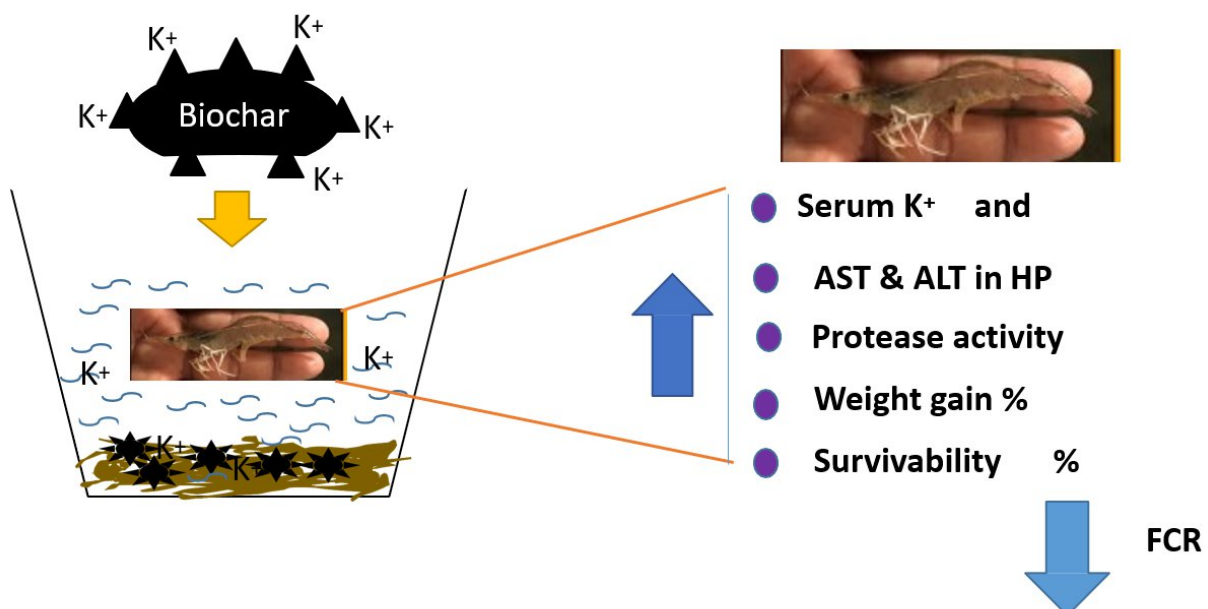 K+
K+
Biochar
K+
K+
K+
K+
K+
K+
K+
Serum K+ and
AST & ALT in HP
Protease activity
Weight gain %
Survivability %
FCR